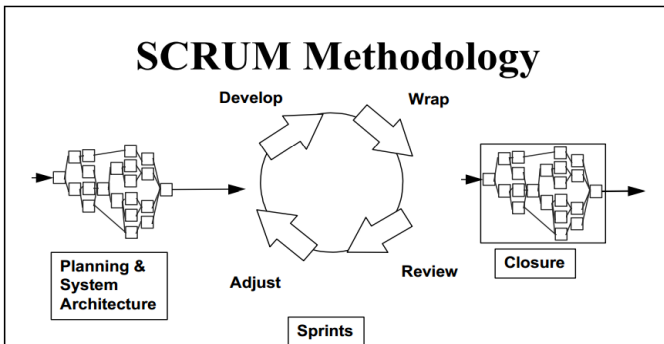 SCRUM Methodology
Develop
Wrap
Planning &
System
Architecture
Adjust
Review
Closure
Sprints